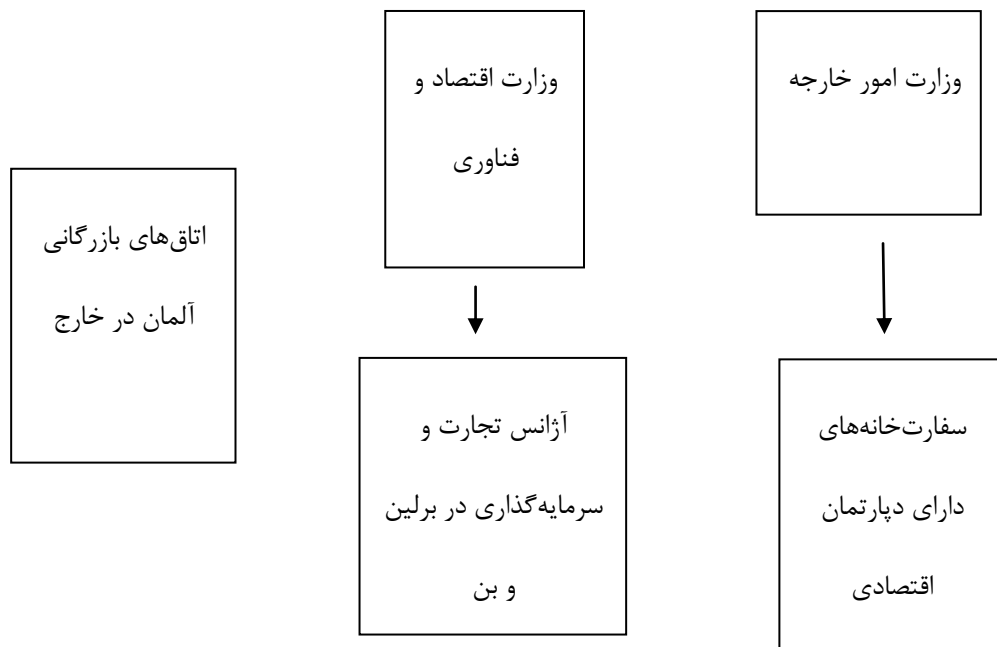 وزارت امور خارجه
وزارت اقتصاد و
فناوری
اتاق‌های بازرگانی
آلمان در خارج
سفارت‌خانه‌های
دارای دپارتمان
اقتصادی
آژانس تجارت و
سرمایه‌گذاری در برلین
و بن